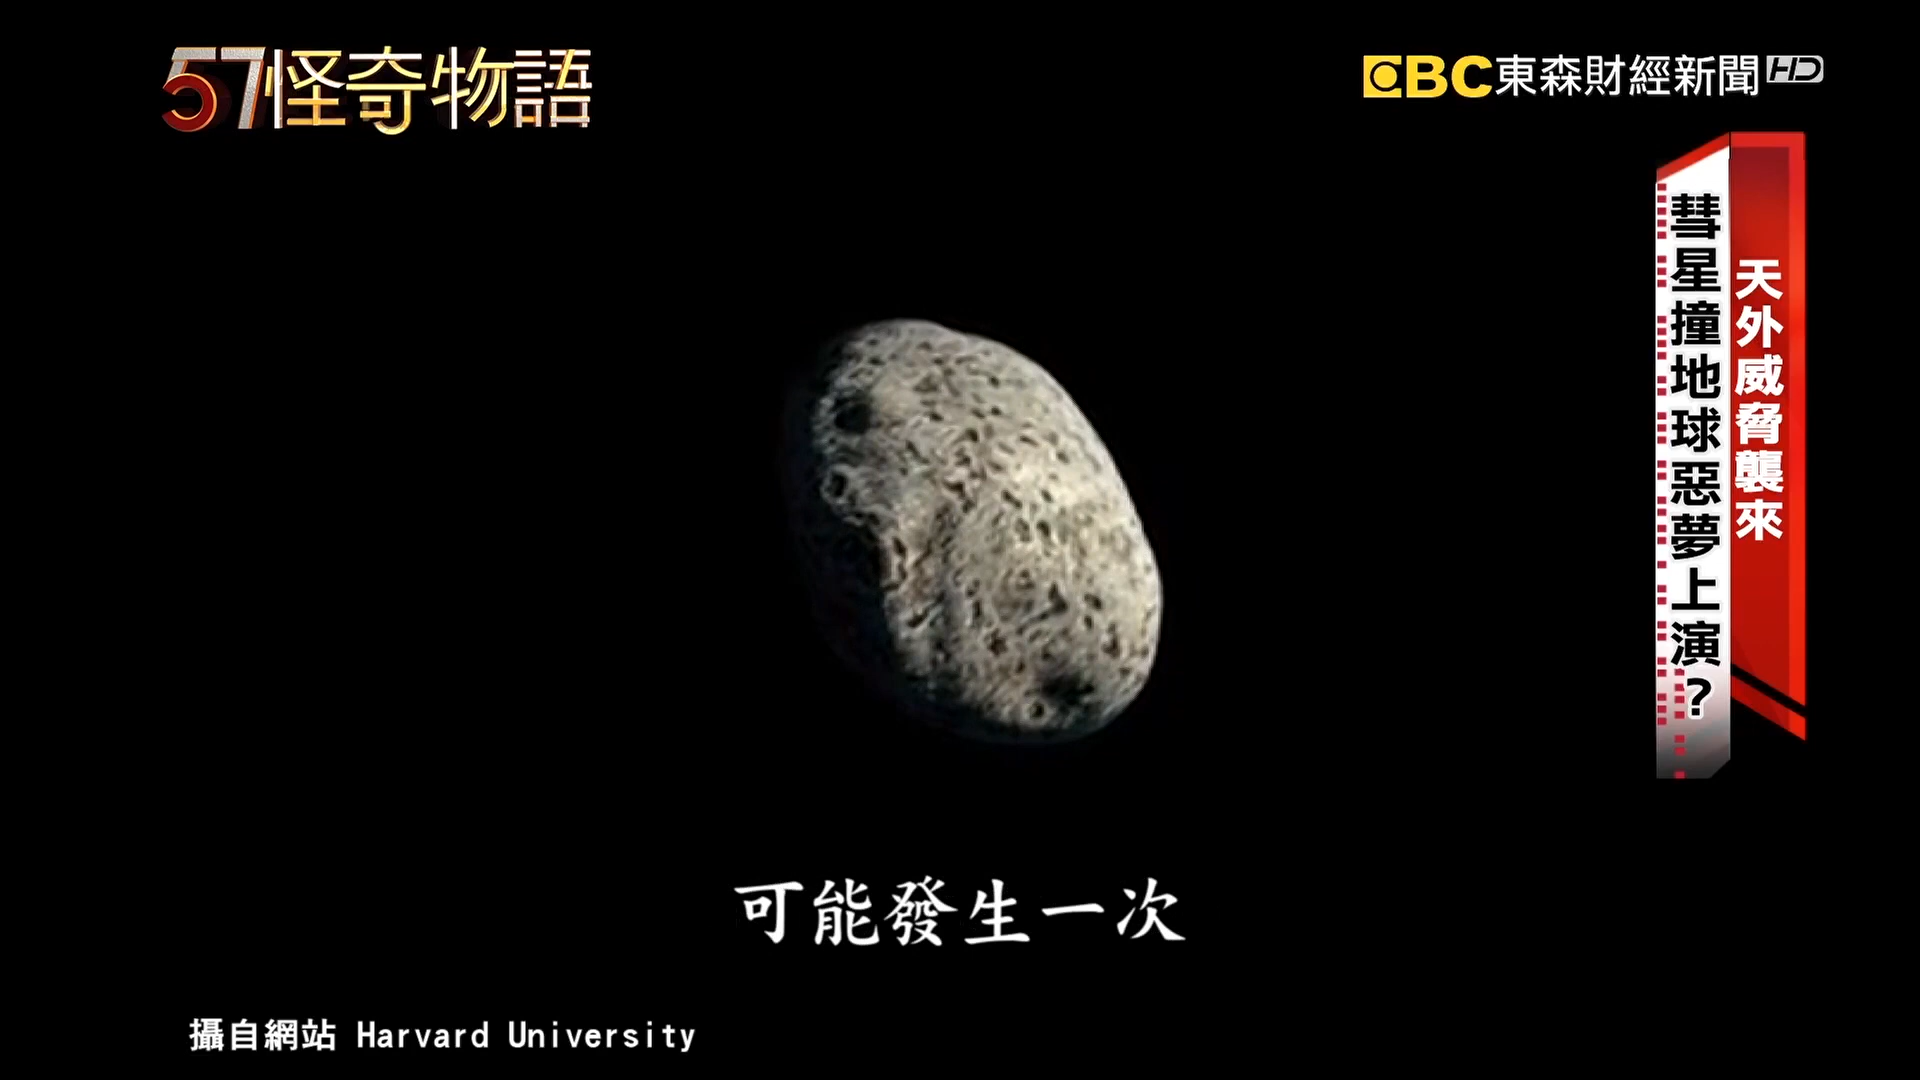 57怪奇物語
EBC東森財經新聞HD
天外威脅襲來
彗星撞地球惡夢上演?
可能發生一次
攝自網站 Harvard University